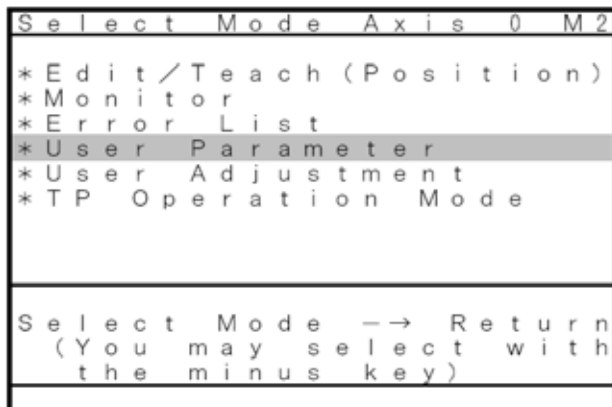 Select Mode Axis 0 M2
*Edit/Teach(Position)
*Monitor
*Error List
*User Parameter
*User Adjustment
*TP Operation Mode
Select Mode —→ Return
(You may select with
the minus key)